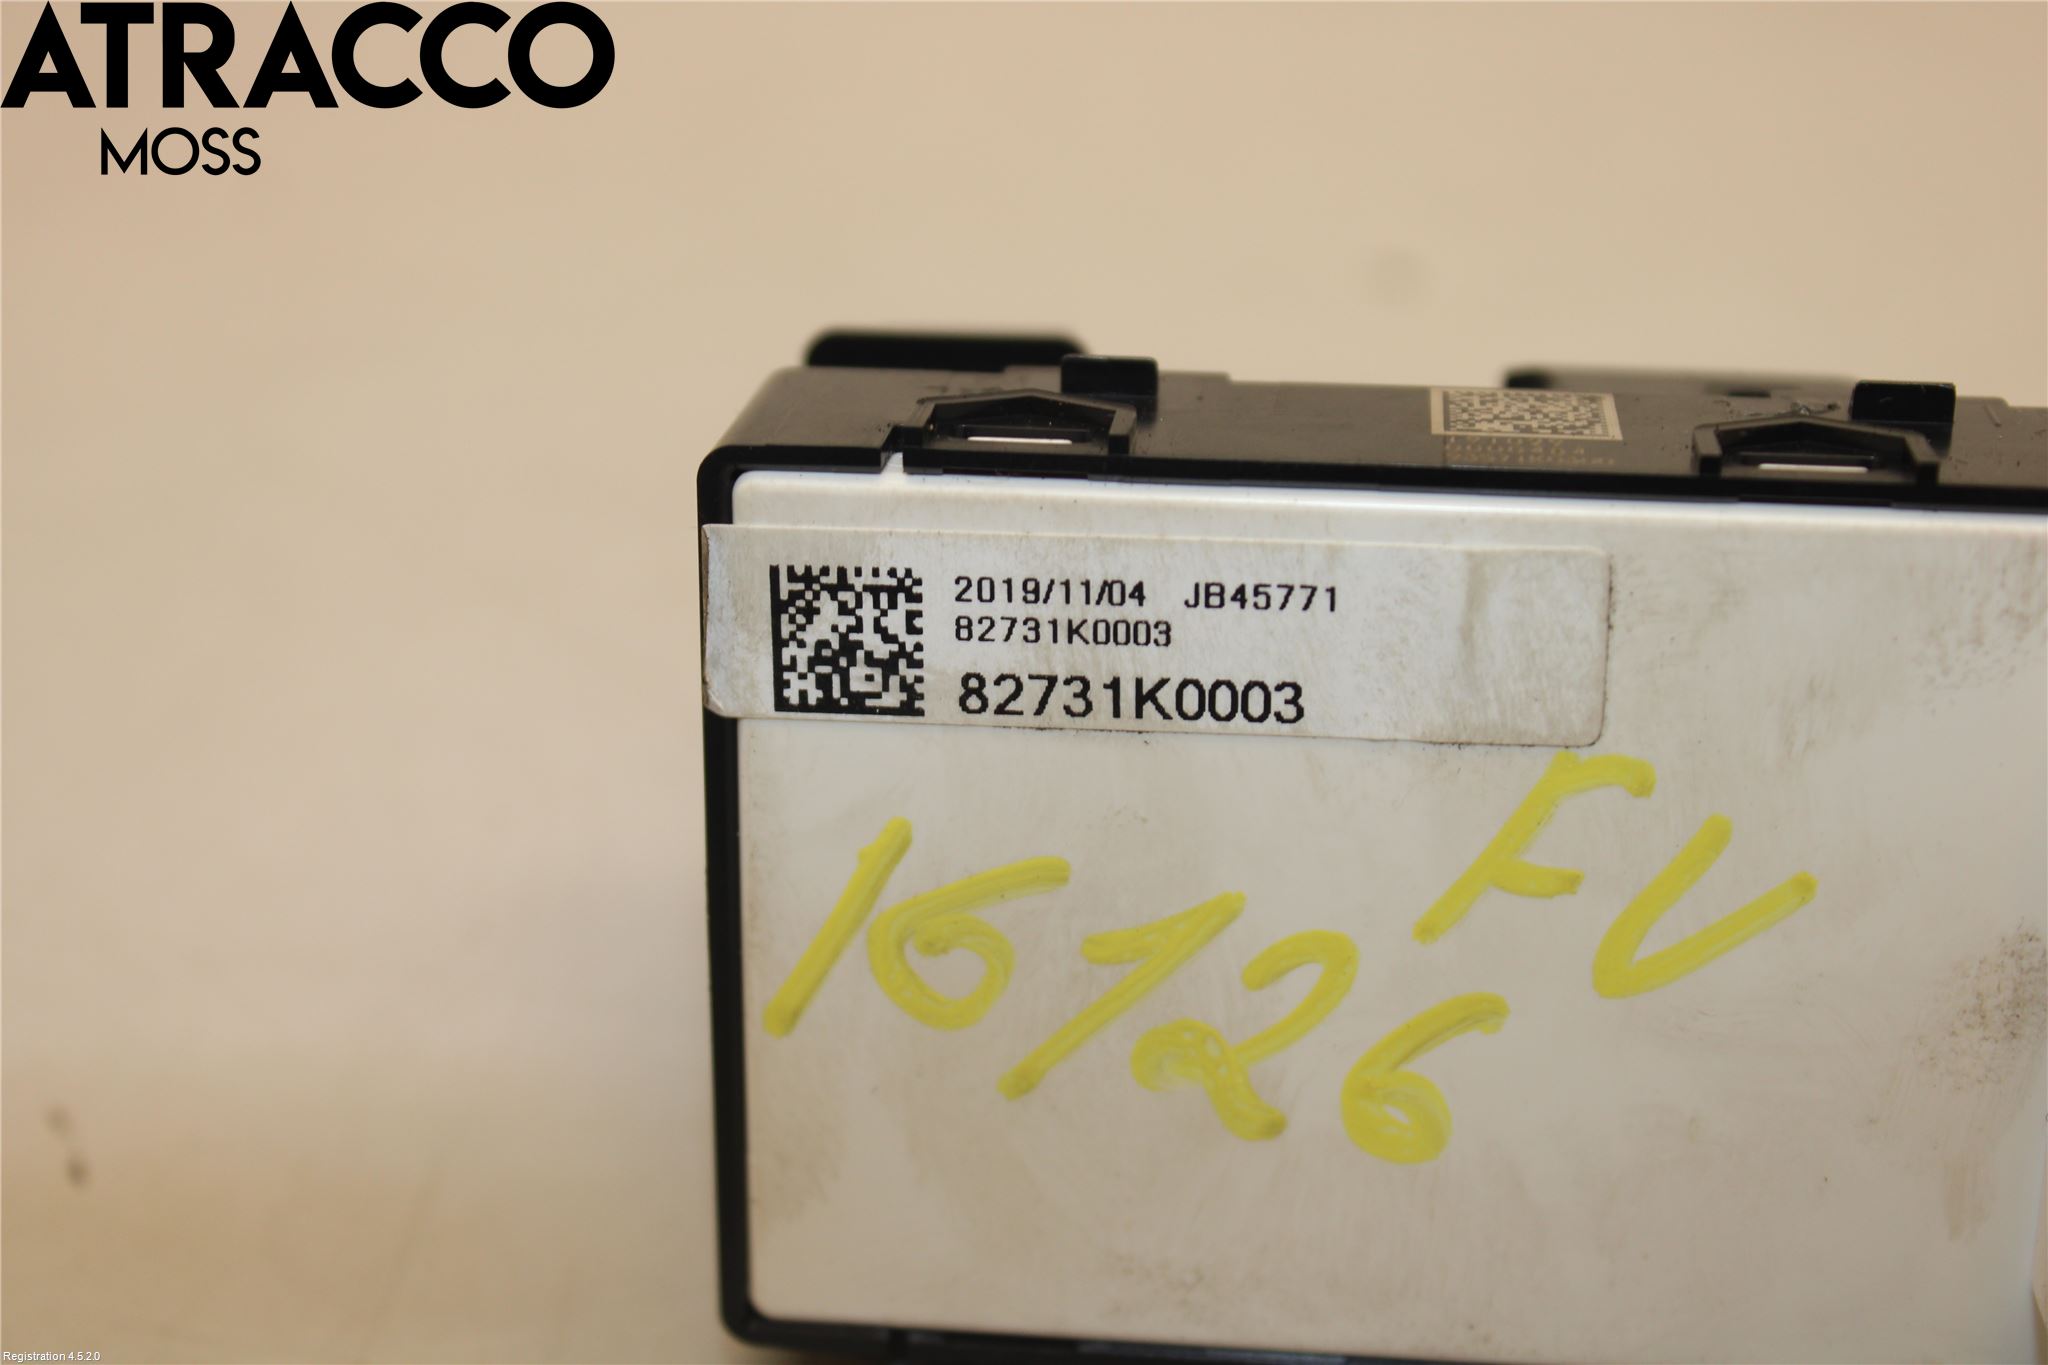 ATRACCO
MOSS
2019/11/04 JB45771
82731K0003
82731K0003
FV
16126
Registration 4.5.2.0